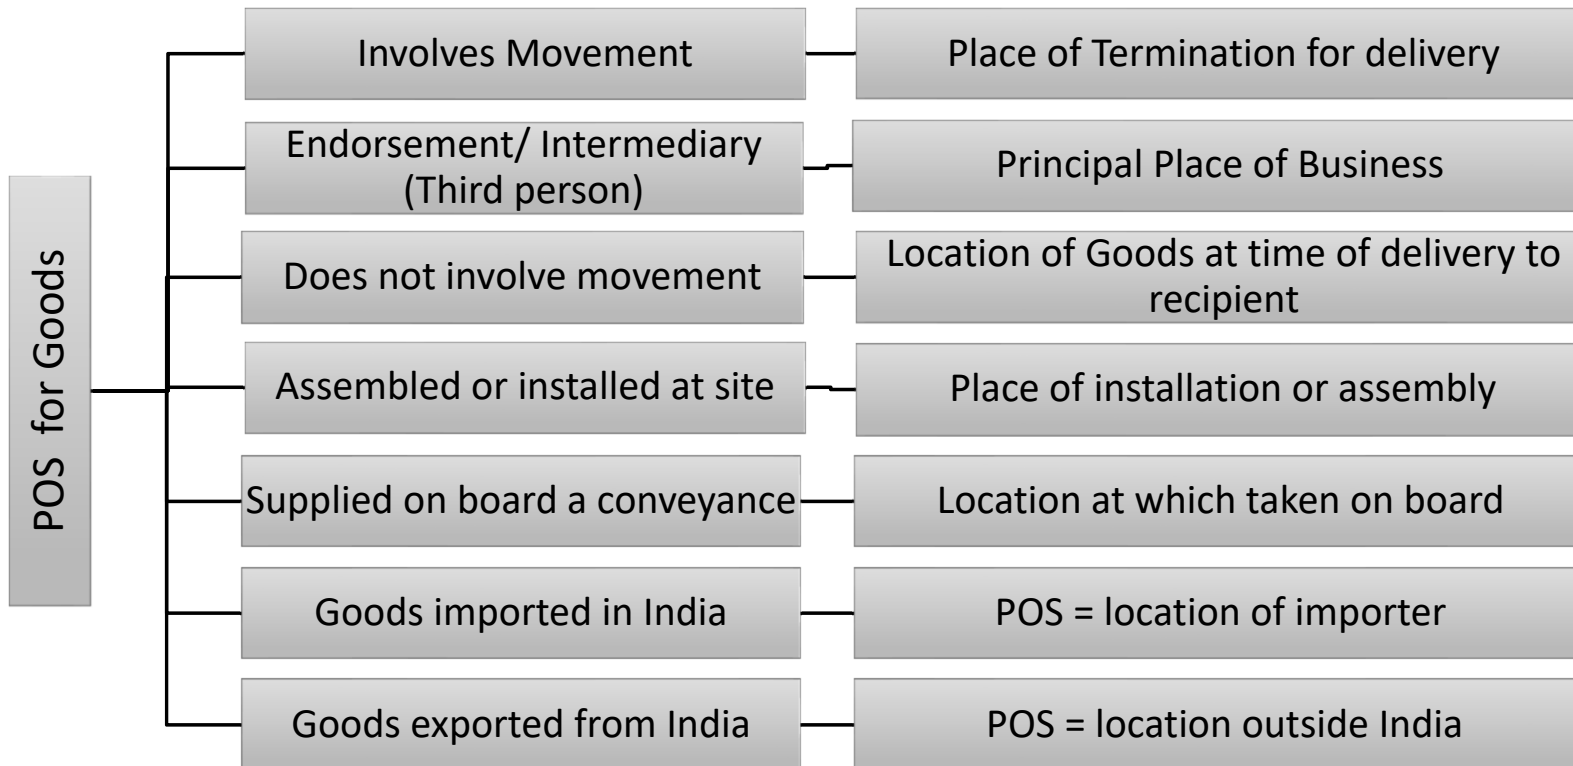 POS for Goods
Involves Movement
Place of Termination for delivery
Endorsement/ Intermediary
(Third person)
Principal Place of Business
Does not involve movement
Location of Goods at time of delivery to
recipient
Assembled or installed at site
Place of installation or assembly
Supplied on board a conveyance
Location at which taken on board
Goods imported in India
POS = location of importer
Goods exported from India
POS = location outside India